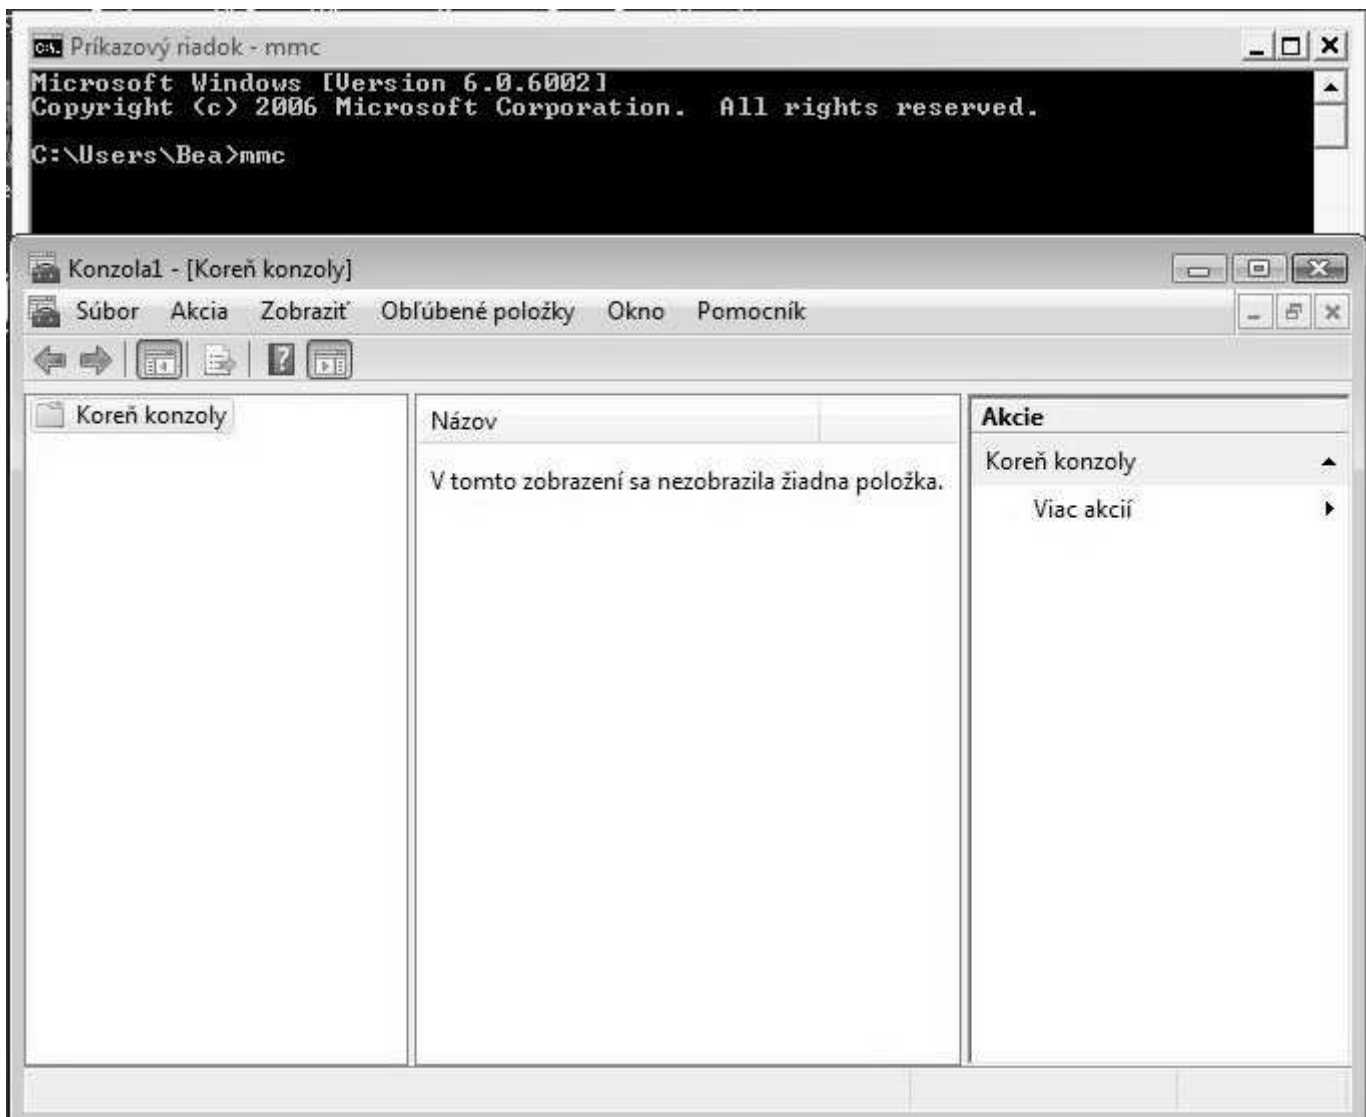 Príkazový riadok - mmc
Microsoft Windows [Version 6.0.6002]
Copyright (c) 2006 Microsoft Corporation. All rights reserved.
C:\Users\Bea>mmc
Konzola1 - [Koreň konzoly]
Súbor Akcia Zobraziť Obľúbené položky Okno Pomocník
Koreň konzoly
Názov
V tomto zobrazení sa nezobrazila žiadna položka.
Akcie
Koreň konzoly
Viac akcií